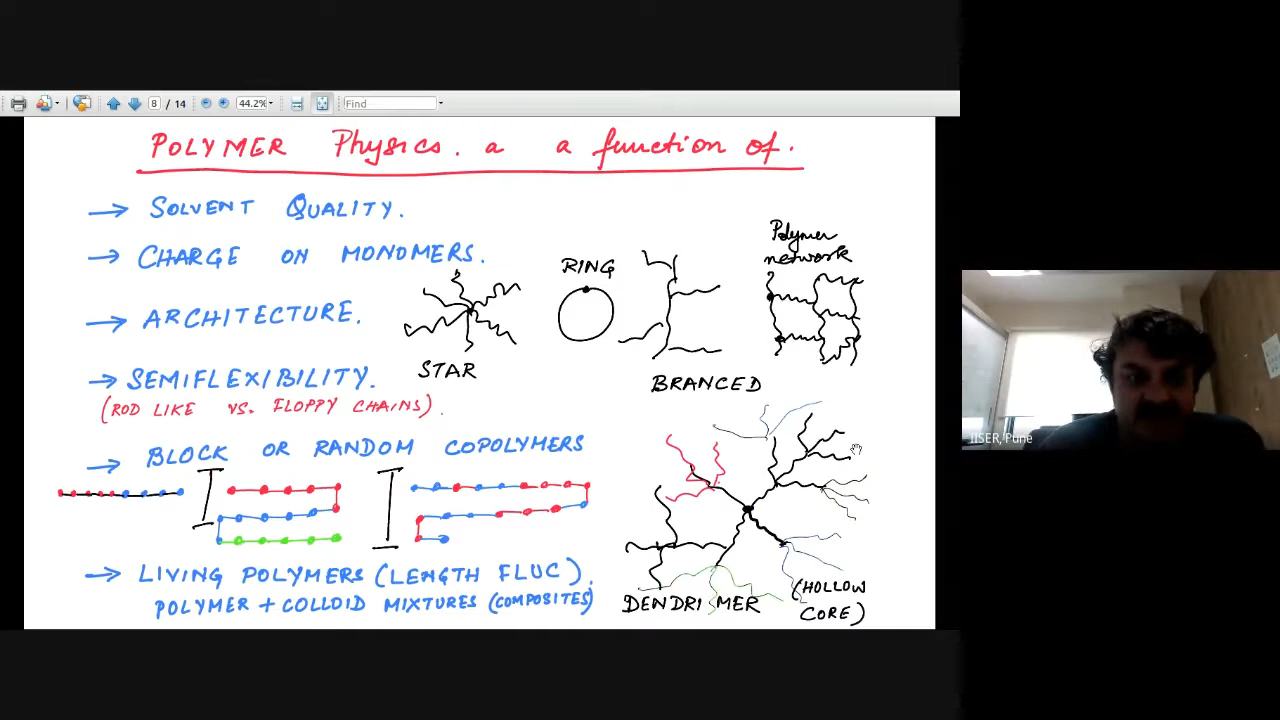 8 / 14 44.2% Find
POLYMER Physics. a a function of.
→ SOLVENT QUALITY.
→ CHARGE ON MONOMERS.
→ ARCHITECTURE.
→ SEMIFLEXIBILITY.
(ROD LIKE VS. FLOPPY CHAINS).
→ BLOCK OR RANDOM COPOLYMERS
→ LIVING POLYMERS (LENGTH FLUC).
POLYMER + COLLOID MIXTURES (COMPOSITES)
STAR
RING
BRANCED
Polymer
network
DENDRIMER
(HOLLOW
CORE)
IISER, Pune